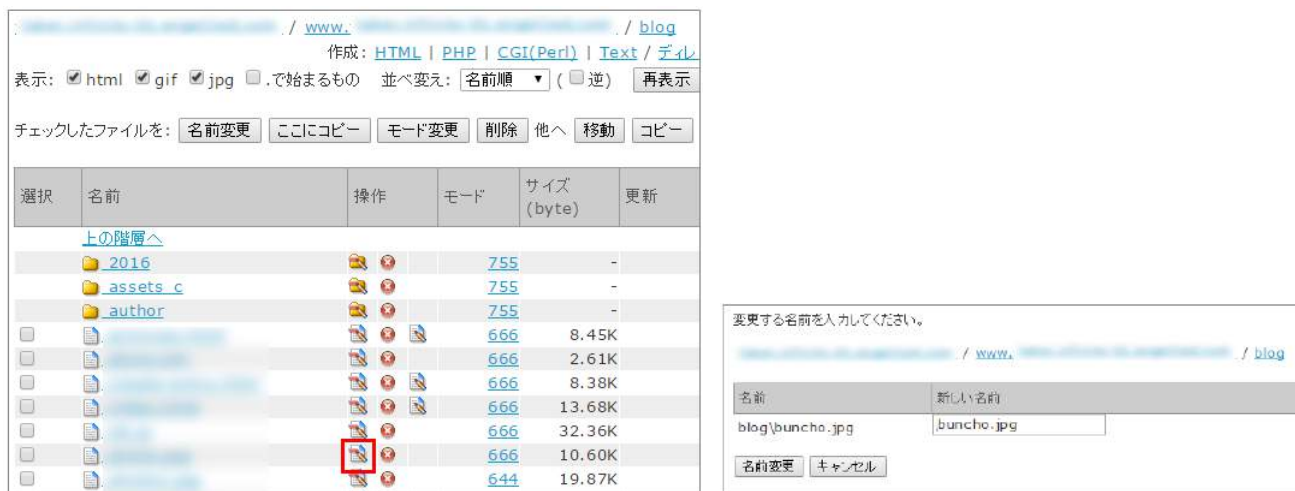 / www. / blog
作成: HTML | PHP | CGI(Perl) | Text / ディレ
表示: html gif jpg .で始まるもの 並べ変え: 名前順 ( 逆) 再表示
チェックしたファイルを: 名前変更 ここにコピー モード変更 削除 他へ 移動 コピー
選択 名前 操作 モード サイズ (byte) 更新
上の階層へ
2016 755 -
assets_c 755 -
author 755 -
666 8.45K
666 2.61K
666 8.38K
666 13.68K
666 32.36K
666 10.60K
644 19.87K
変更する名前を入力してください。
/ www. / blog
名前 新しい名前
blog\buncho.jpg buncho.jpg
名前変更 キャンセル